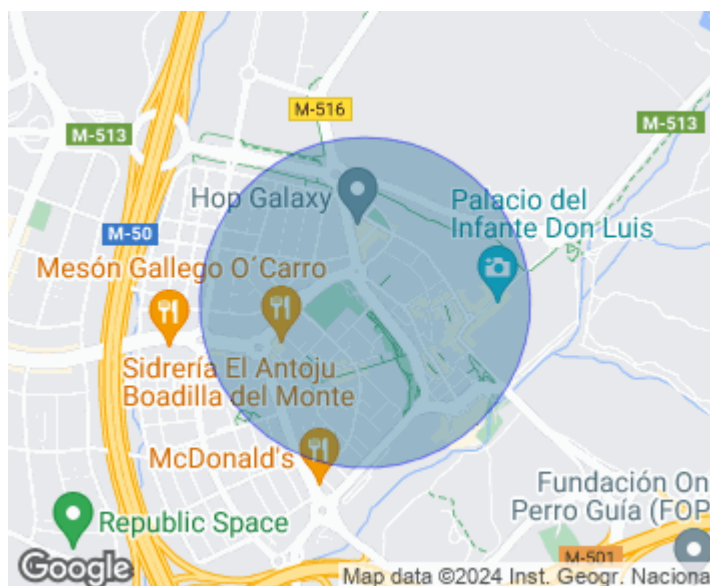 M-516
M-513
M-513
Hop Galaxy
Palacio del
Infante Don Luis
M-50
Mesón Gallego O´Carro
Sidrería El Antoju
Boadilla del Monte
McDonald's
Fundación On
Perro Guía (FOP
Republic Space
M-501
Google
Map data ©2024 Inst. Geogr. Naciona